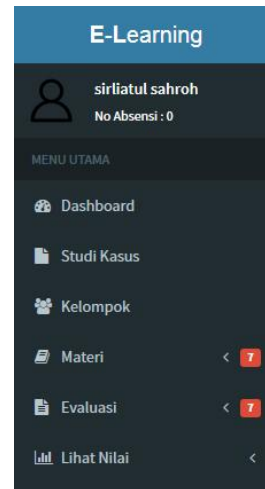 E-Learning
sirliatul sahroh
No Absensi : 0
MENU UTAMA
Dashboard
Studi Kasus
Kelompok
Materi < 7
Evaluasi < 7
Lihat Nilai <